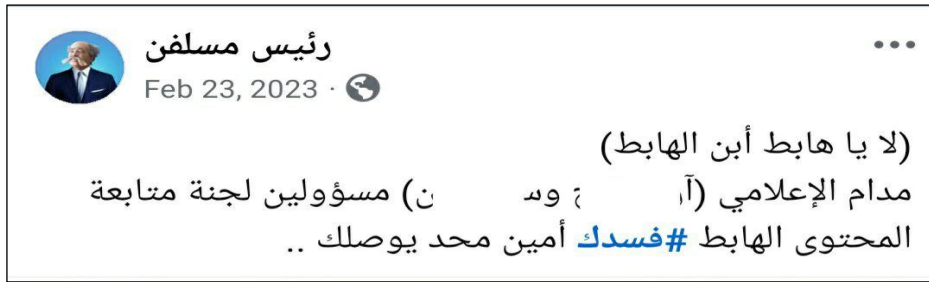 رئيس مسلفن
Feb 23, 2023 ·
(لا يا هابط أبن الهابط)
مدام الإعلامي ( ) مسؤولين لجنة متابعة
المحتوى الهابط #فسدك أمين محد يوصلك ..